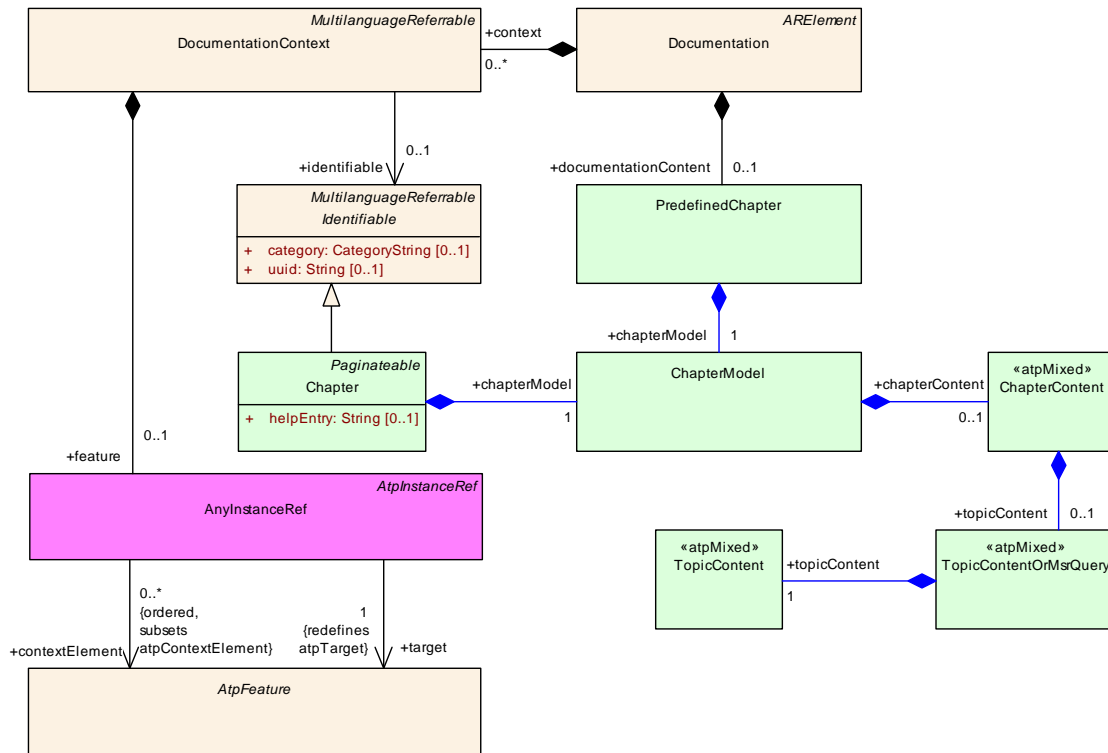 MultilanguageReferrable
DocumentationContext
+context
0..*
ARElement
Documentation
+identifiable
0..1
+documentationContent
0..1
MultilanguageReferrable
Identifiable
+ category: CategoryString [0..1]
+ uuid: String [0..1]
PredefinedChapter
+chapterModel
1
Paginateable
Chapter
+ helpEntry: String [0..1]
+chapterModel
1
ChapterModel
+chapterContent
0..1
«atpMixed»
ChapterContent
0..1
+feature
+topicContent
0..1
AtpInstanceRef
AnyInstanceRef
«atpMixed»
TopicContent
+topicContent
1
«atpMixed»
TopicContentOrMsrQuery
0..*
{ordered,
subsets
atpContextElement}
+contextElement
1
{redefines
atpTarget}
+target
AtpFeature